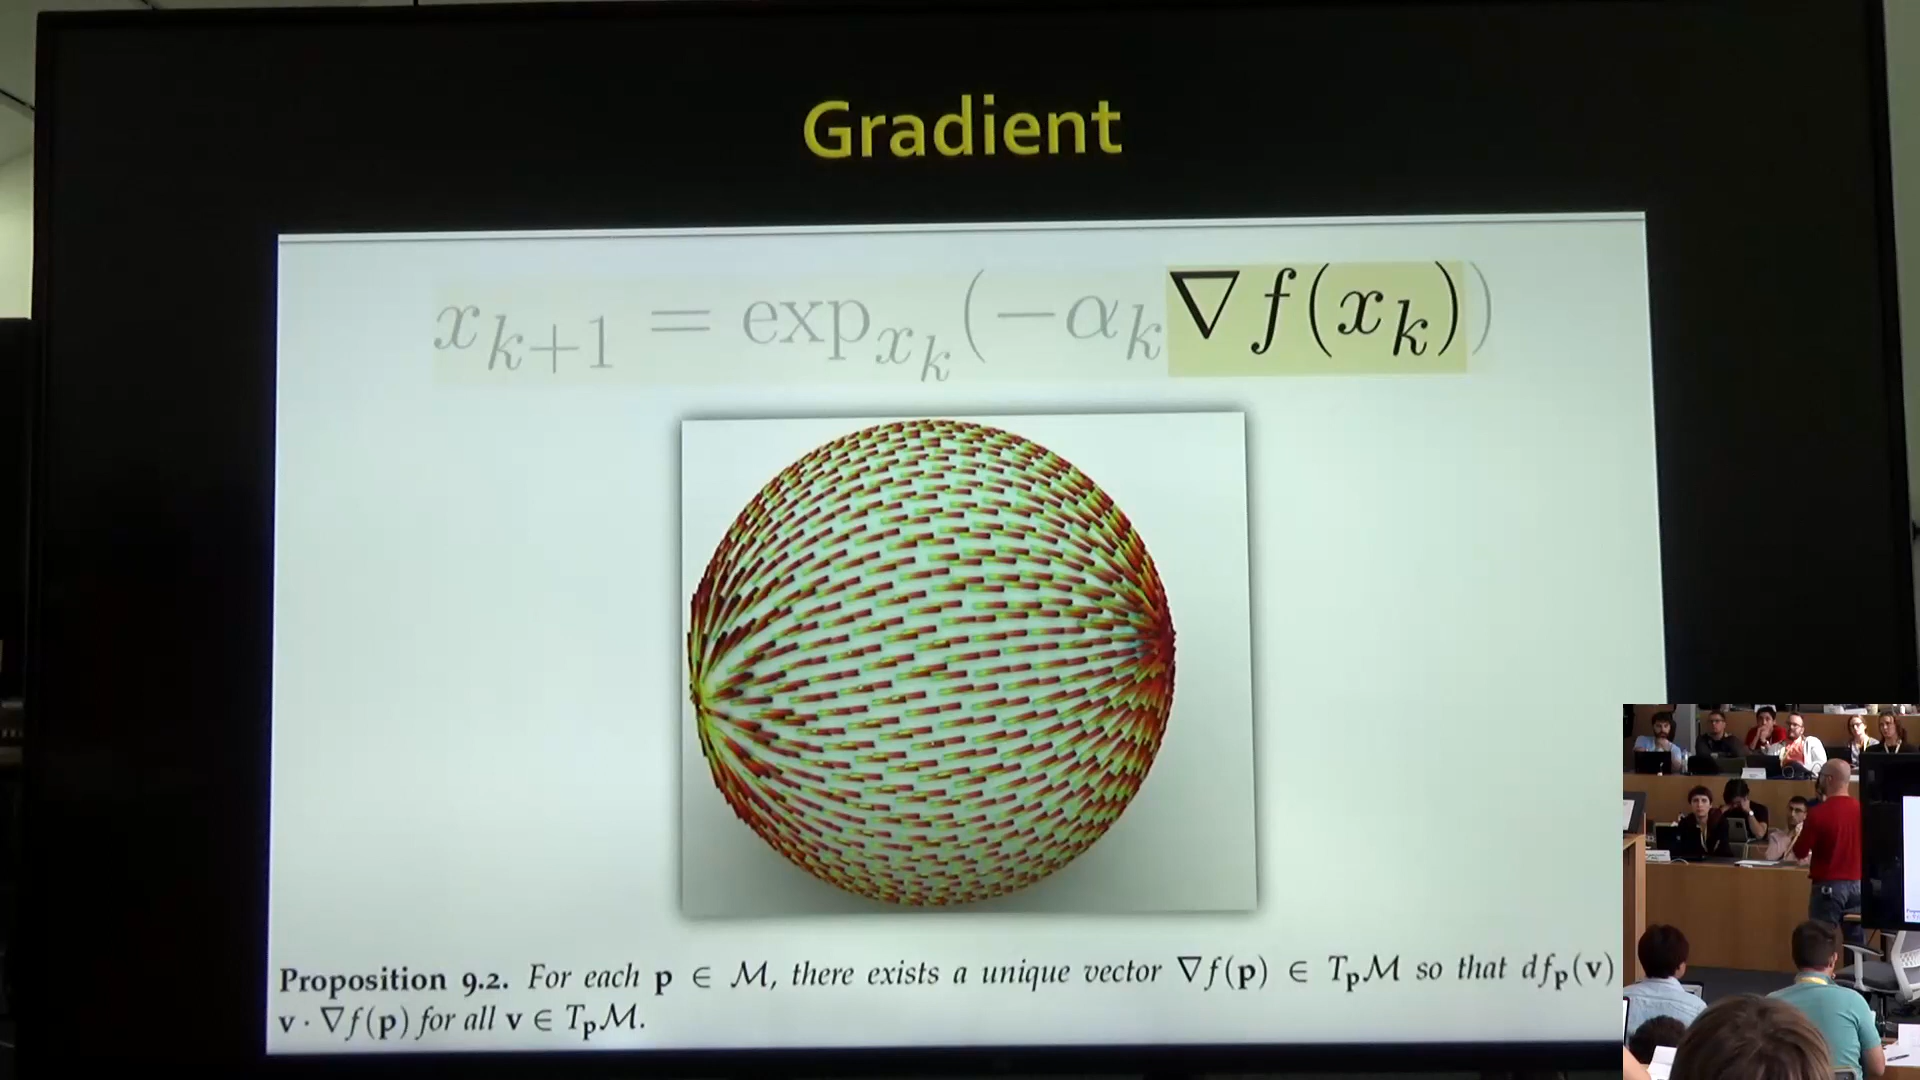 Gradient
x_{k+1} = exp_{x_k}(−α_k ∇f(x_k))
Proposition 9.2. For each p ∈ M, there exists a unique vector ∇f(p) ∈ T_pM so that df_p(v)
v · ∇f(p) for all v ∈ T_pM.